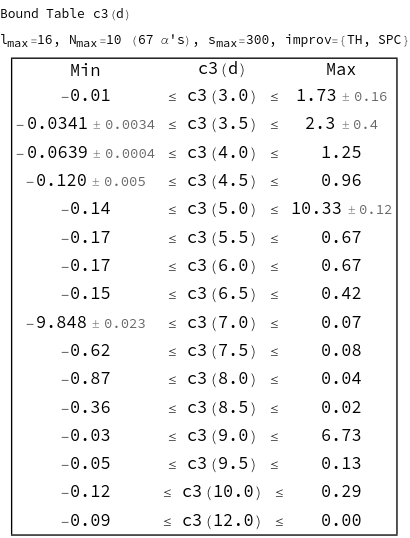 Bound Table c3(d)
lmax=16, Nmax=10 (67 α's), smax=300, improv={TH, SPC}
Min c3(d) Max
-0.01 ≤ c3(3.0) ≤ 1.73 ± 0.16
-0.0341 ± 0.0034 ≤ c3(3.5) ≤ 2.3 ± 0.4
-0.0639 ± 0.0004 ≤ c3(4.0) ≤ 1.25
-0.120 ± 0.005 ≤ c3(4.5) ≤ 0.96
-0.14 ≤ c3(5.0) ≤ 10.33 ± 0.12
-0.17 ≤ c3(5.5) ≤ 0.67
-0.17 ≤ c3(6.0) ≤ 0.67
-0.15 ≤ c3(6.5) ≤ 0.42
-9.848 ± 0.023 ≤ c3(7.0) ≤ 0.07
-0.62 ≤ c3(7.5) ≤ 0.08
-0.87 ≤ c3(8.0) ≤ 0.04
-0.36 ≤ c3(8.5) ≤ 0.02
-0.03 ≤ c3(9.0) ≤ 6.73
-0.05 ≤ c3(9.5) ≤ 0.13
-0.12 ≤ c3(10.0) ≤ 0.29
-0.09 ≤ c3(12.0) ≤ 0.00